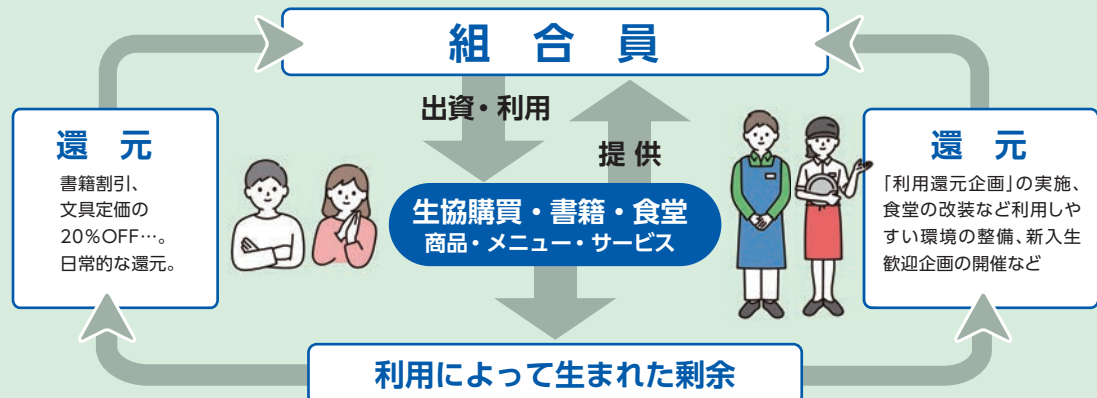 組合員
出資・利用
提供
還元
書籍割引、
文具定価の
20%OFF…。
日常的な還元。
生協購買・書籍・食堂
商品・メニュー・サービス
還元
「利用還元企画」の実施、
食堂の改装など利用しや
すい環境の整備、新入生
歓迎企画の開催など
利用によって生まれた剰余